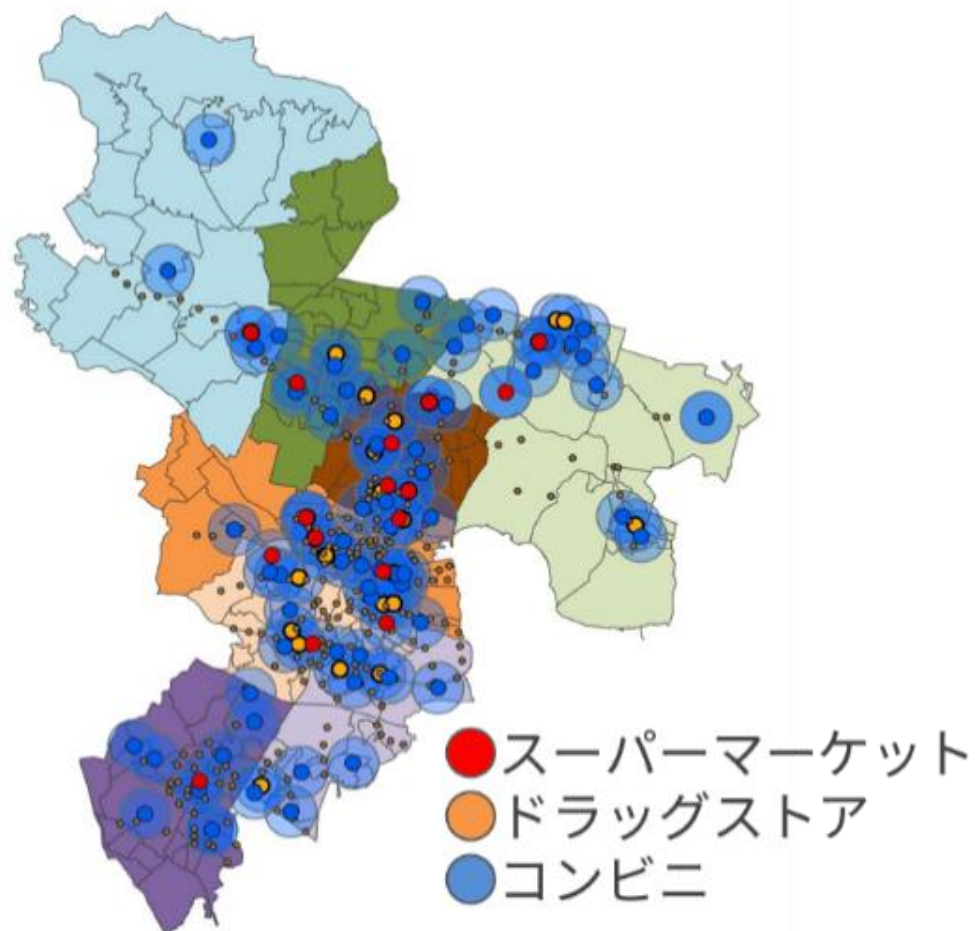 スーパーマーケット
ドラッグストア
コンビニ